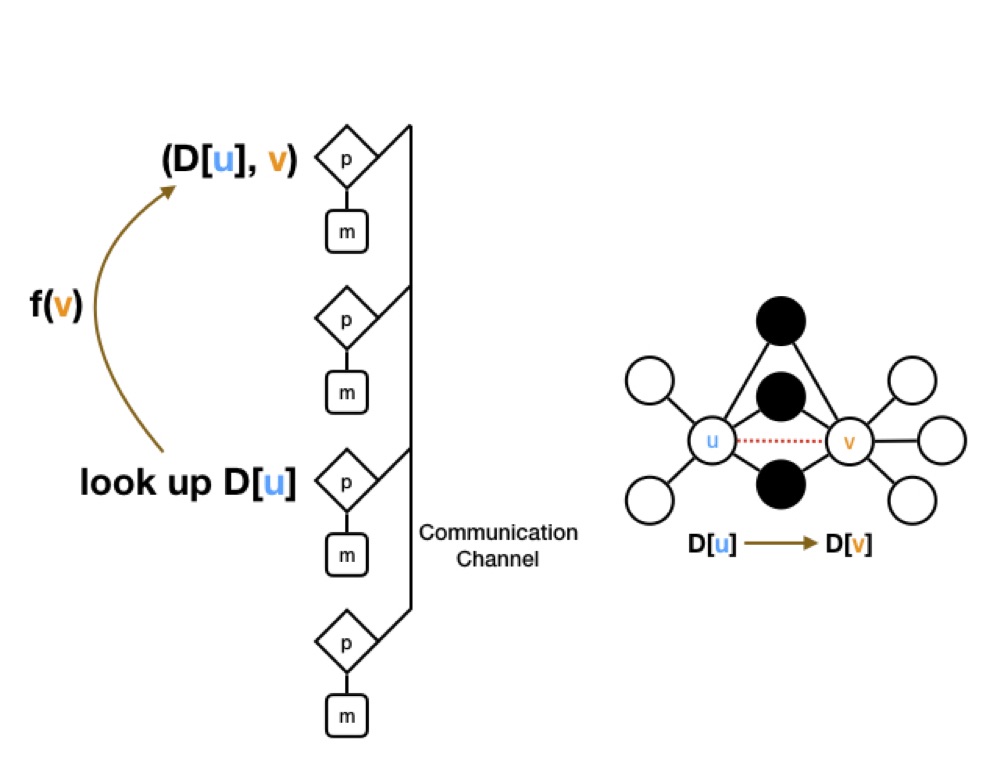 (D[u], v)
p
m
f(v)
p
m
look up D[u]
p
m
Communication
Channel
p
m
u
v
D[u]
D[v]